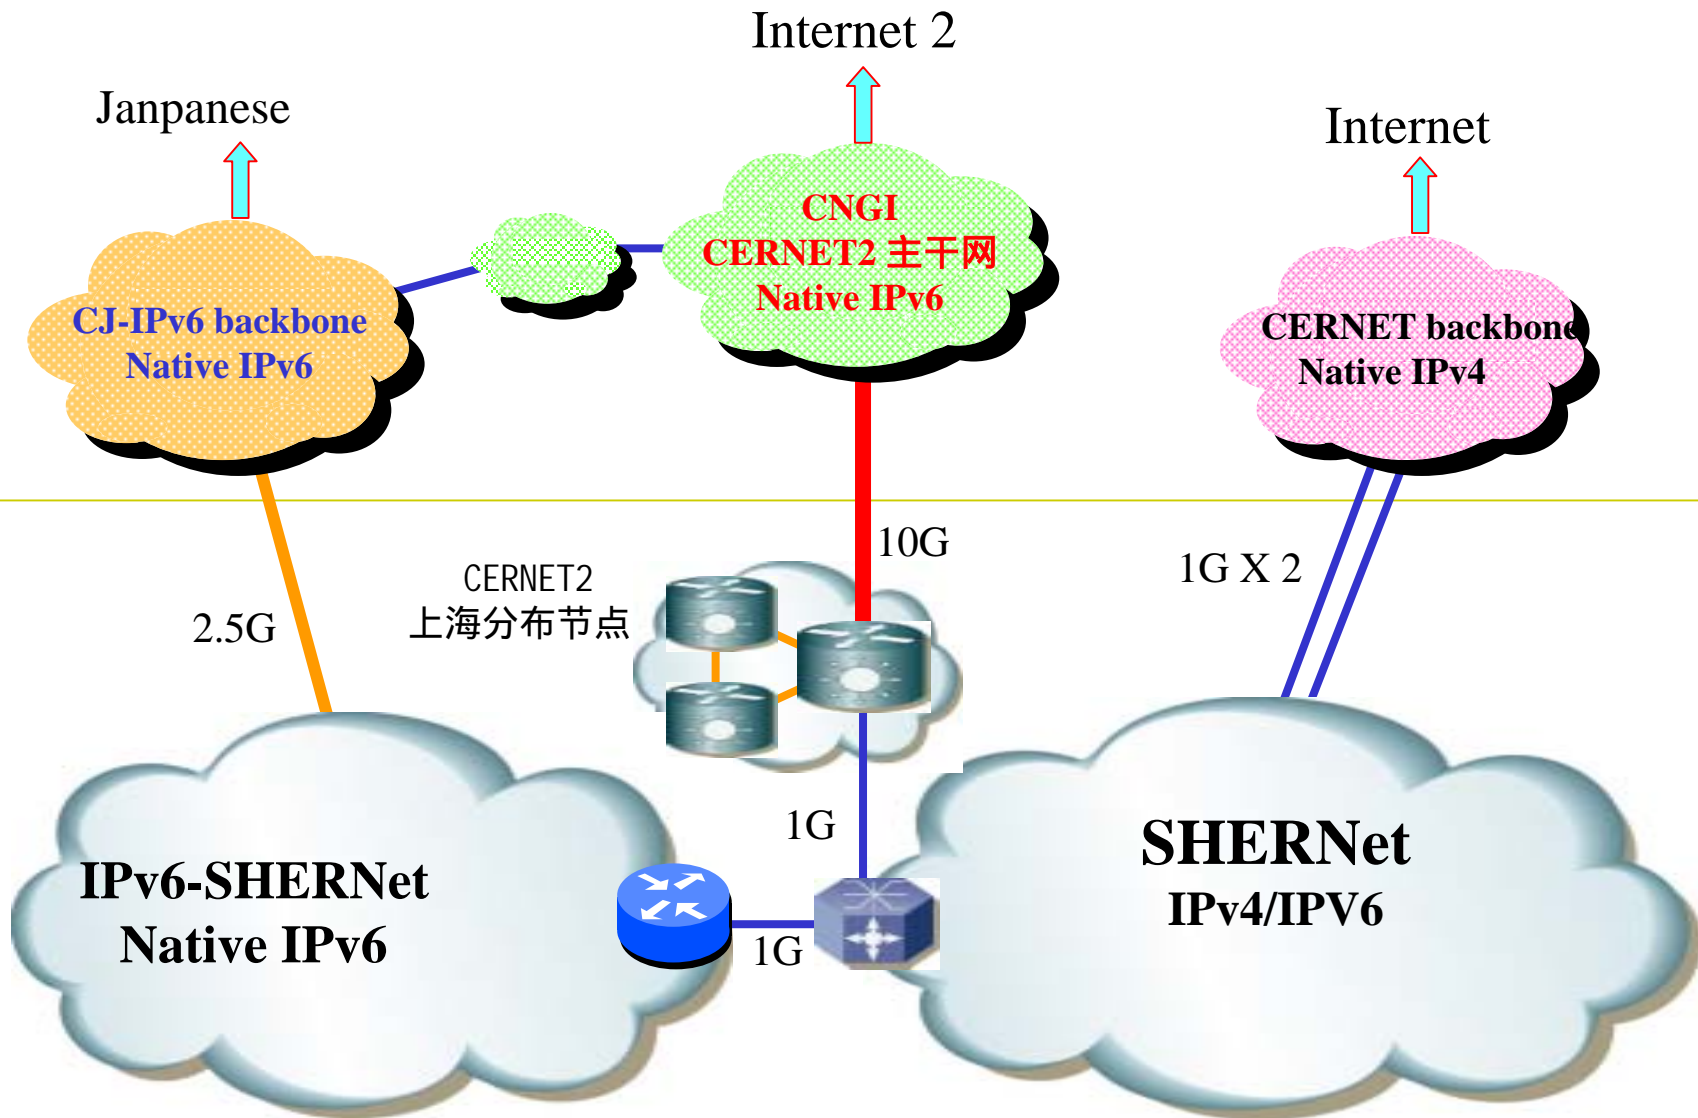 Internet 2
Janpanese
Internet
CNGI
CERNET2 主干网
Native IPv6
CJ-IPv6 backbone
Native IPv6
CERNET backbone
Native IPv4
10G
1G X 2
CERNET2
上海分布节点
2.5G
1G
SHERNet
IPv4/IPV6
IPv6-SHERNet
Native IPv6
1G